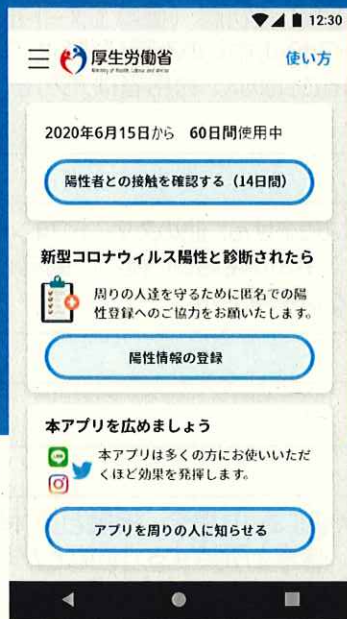 12:30
厚生労働省
Ministry of Health, Labour and Welfare
使い方
2020年6月15日から 60日間使用中
陽性者との接触を確認する（14日間）
新型コロナウィルス陽性と診断されたら
周りの人達を守るために匿名での陽
性登録へのご協力をお願いいたします。
陽性情報の登録
本アプリを広めましょう
LINE
本アプリは多くの方にお使いいただ
くほど効果を発揮します。
アプリを周りの人に知らせる